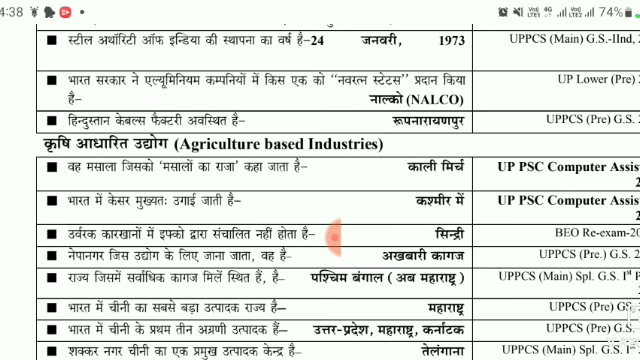 4:38 74%
■ स्टील अथॉरिटी ऑफ इन्डिया की स्थापना का वर्ष है–24 जनवरी, 1973 UPPCS (Main) G.S.-IInd,
■ भारत सरकार ने एल्यूमिनियम कम्पनियों में किस एक को “नवरत्न स्टेटस” प्रदान किया UP Lower (Pre)
है– नाल्को (NALCO)
■ हिन्दुस्तान केबल्स फैक्टरी अवस्थित है– रूपनारायणपुर UPPCS (Pre) G.S.
कृषि आधारित उद्योग (Agriculture based Industries)
■ वह मसाला जिसको ‘मसालों का राजा’ कहा जाता है– काली मिर्च UP PSC Computer Assis
■ भारत में केसर मुख्यतः उगाई जाती है– कश्मीर में UP PSC Computer Assis
■ उर्वरक कारखानों में इफ्को द्वारा संचालित नहीं होता है– सिन्द्री BEO Re-exam-20
■ नेपानगर जिस उद्योग के लिए जाना जाता, वह है– अखबारी कागज UPPCS (Pre.) G.S. 2
■ राज्य जिसमें सर्वाधिक कागज मिलें स्थित हैं, है– पश्चिम बंगाल (अब महाराष्ट्र) UPPCS (Main) Spl. G.S. Ist P
■ भारत में चीनी का सबसे बड़ा उत्पादक राज्य है– महाराष्ट्र UPPCS (Pre) GS
■ भारत में चीनी के प्रथम तीन अग्रणी उत्पादक हैं– उत्तर-प्रदेश, महाराष्ट्र, कर्नाटक UPPCS (Pre) G.S.
■ शक्कर नगर चीनी का एक प्रमुख उत्पादक केन्द्र है– तेलंगाना UPPCS (Main) Spl. G.S. I